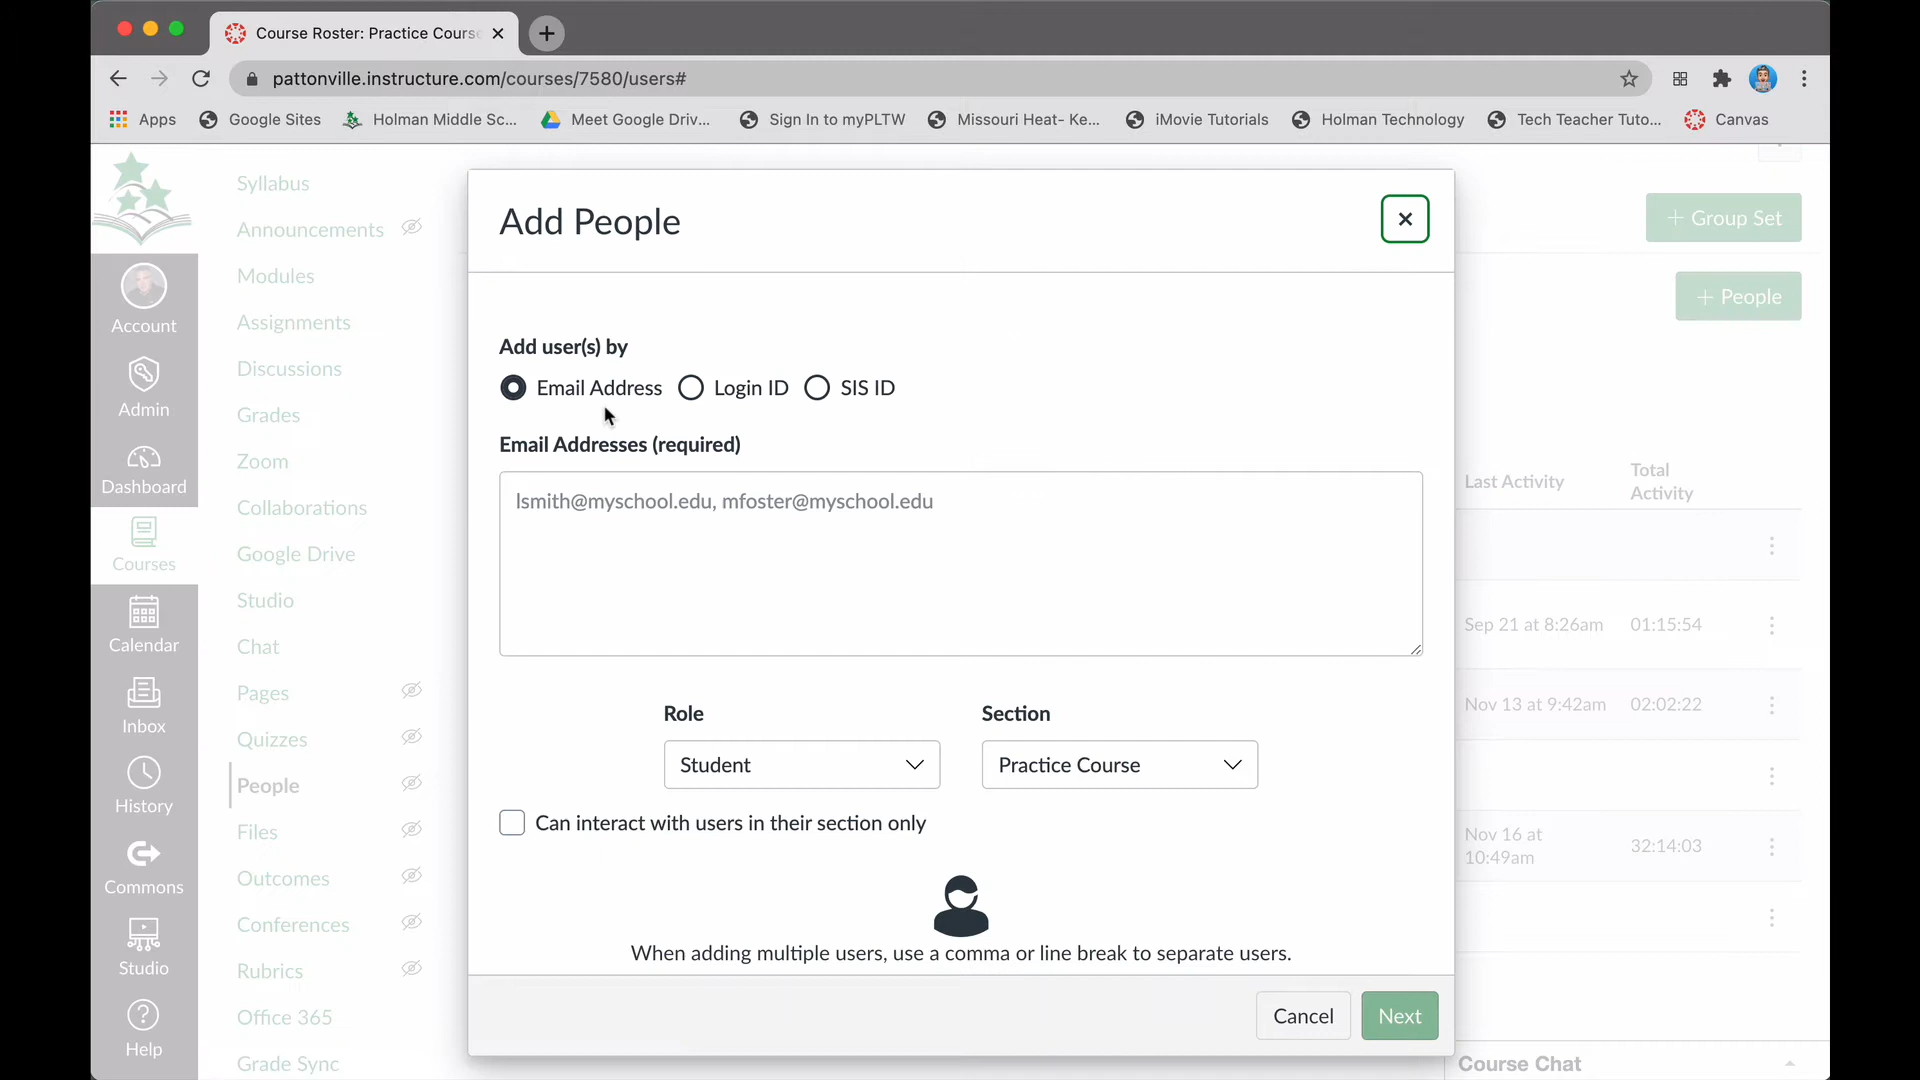 Course Roster: Practice Course
pattonville.instructure.com/courses/7580/users#
Apps Google Sites Holman Middle Sc... Meet Google Driv... Sign In to myPLTW Missouri Heat- Ke... iMovie Tutorials Holman Technology Tech Teacher Tuto... Canvas
Account
Admin
Dashboard
Courses
Calendar
Inbox
History
Commons
Studio
Help
Syllabus
Announcements
Modules
Assignments
Discussions
Grades
Zoom
Collaborations
Google Drive
Studio
Chat
Pages
Quizzes
People
Files
Outcomes
Conferences
Rubrics
Office 365
Grade Sync
Add People
Add user(s) by
Email Address Login ID SIS ID
Email Addresses (required)
lsmith@myschool.edu, mfoster@myschool.edu
Role Section
Student Practice Course
Can interact with users in their section only
When adding multiple users, use a comma or line break to separate users.
Cancel Next
+ Group Set
+ People
Last Activity Total
Activity
Sep 21 at 8:26am 01:15:54
Nov 13 at 9:42am 02:02:22
Nov 16 at
10:49am 32:14:03
Course Chat